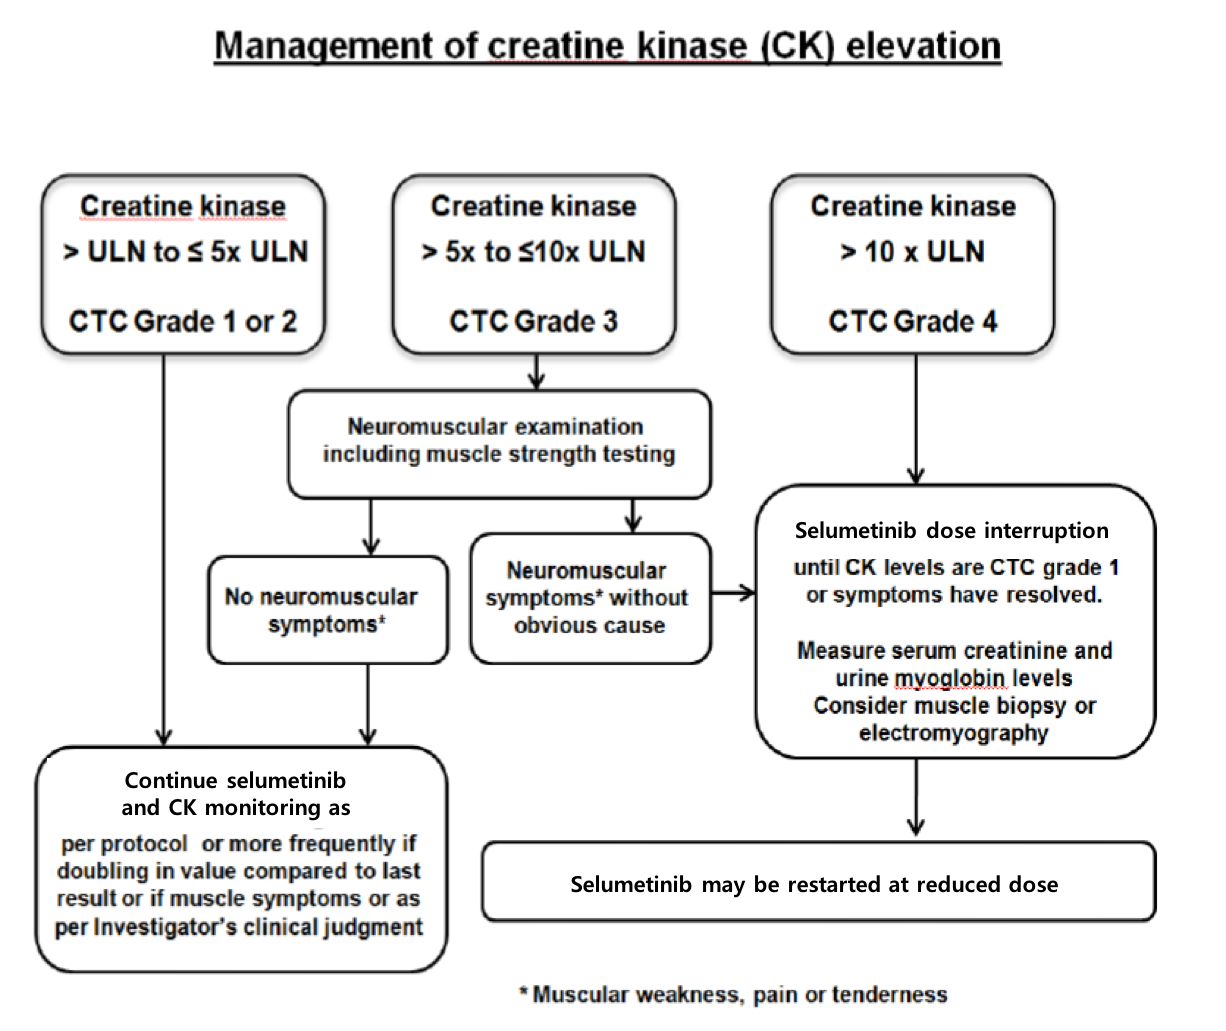 Management of creatine kinase (CK) elevation
Creatine kinase
> ULN to ≤ 5x ULN
CTC Grade 1 or 2
Creatine kinase
> 5x to ≤10x ULN
CTC Grade 3
Creatine kinase
> 10 x ULN
CTC Grade 4
Neuromuscular examination
including muscle strength testing
No neuromuscular
symptoms*
Neuromuscular
symptoms* without
obvious cause
Selumetinib dose interruption
until CK levels are CTC grade 1
or symptoms have resolved.
Measure serum creatinine and
urine myoglobin levels
Consider muscle biopsy or
electromyography
Continue selumetinib
and CK monitoring as
per protocol or more frequently if
doubling in value compared to last
result or if muscle symptoms or as
per Investigator's clinical judgment
Selumetinib may be restarted at reduced dose
* Muscular weakness, pain or tenderness